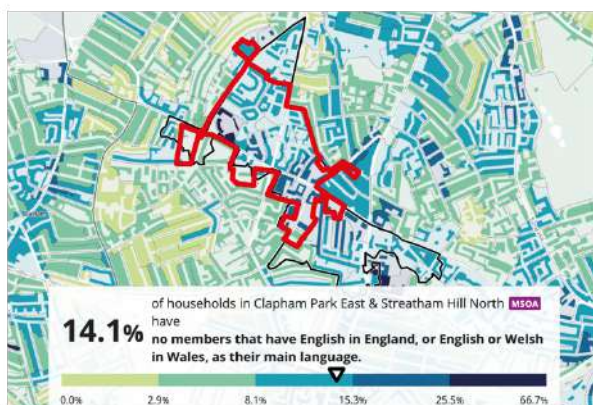 of households in Clapham Park East & Streatham Hill North MSOA
14.1% have
no members that have English in England, or English or Welsh
in Wales, as their main language.
0.0% 2.9% 8.1% 15.3% 25.5% 66.7%